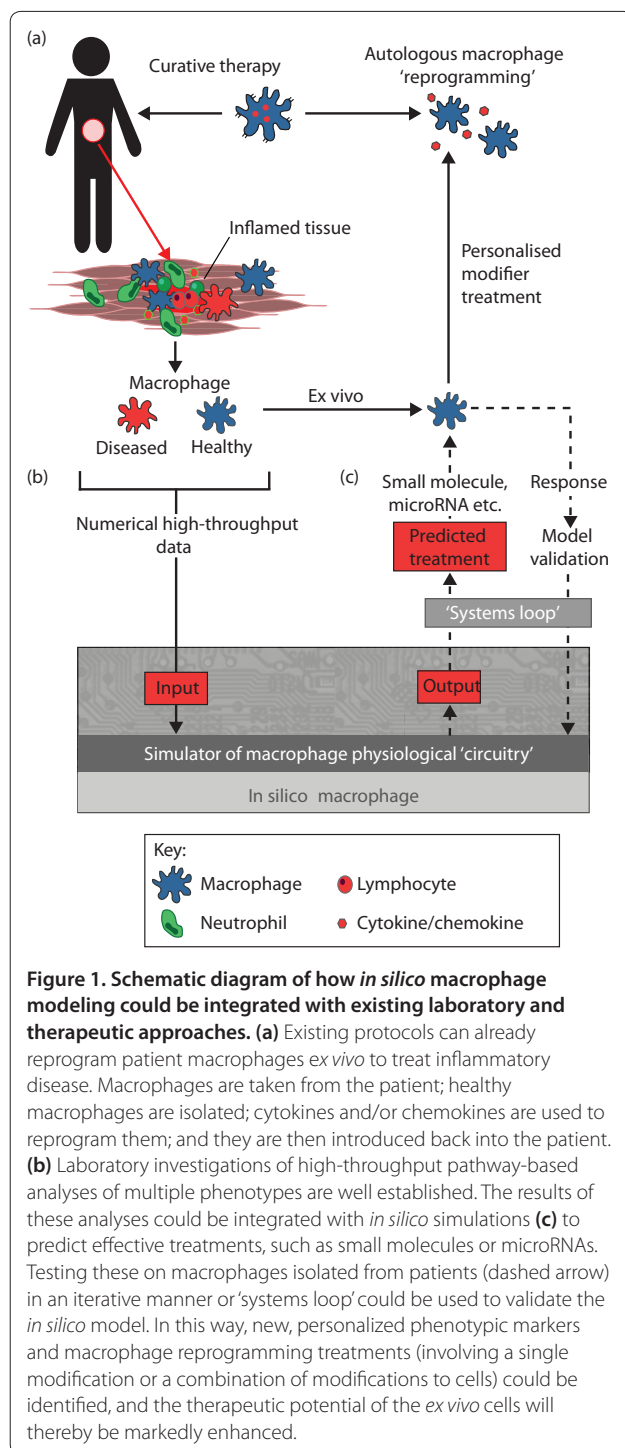 (a)
Curative therapy
Autologous macrophage
‘reprogramming’
Inflamed tissue
Personalised
modifier
treatment
Macrophage
Diseased
Healthy
Ex vivo
(b)
Numerical high-throughput
data
(c)
Small molecule,
microRNA etc.
Response
Predicted
treatment
Model
validation
‘Systems loop’
Input
Output
Simulator of macrophage physiological ‘circuitry’
In silico macrophage
Key:
Macrophage
Lymphocyte
Neutrophil
Cytokine/chemokine
Figure 1. Schematic diagram of how in silico macrophage
modeling could be integrated with existing laboratory and
therapeutic approaches. (a) Existing protocols can already
reprogram patient macrophages ex vivo to treat inflammatory
disease. Macrophages are taken from the patient; healthy
macrophages are isolated; cytokines and/or chemokines are used to
reprogram them; and they are then introduced back into the patient.
(b) Laboratory investigations of high-throughput pathway-based
analyses of multiple phenotypes are well established. The results of
these analyses could be integrated with in silico simulations (c) to
predict effective treatments, such as small molecules or microRNAs.
Testing these on macrophages isolated from patients (dashed arrow)
in an iterative manner or ‘systems loop’ could be used to validate the
in silico model. In this way, new, personalized phenotypic markers
and macrophage reprogramming treatments (involving a single
modification or a combination of modifications to cells) could be
identified, and the therapeutic potential of the ex vivo cells will
thereby be markedly enhanced.